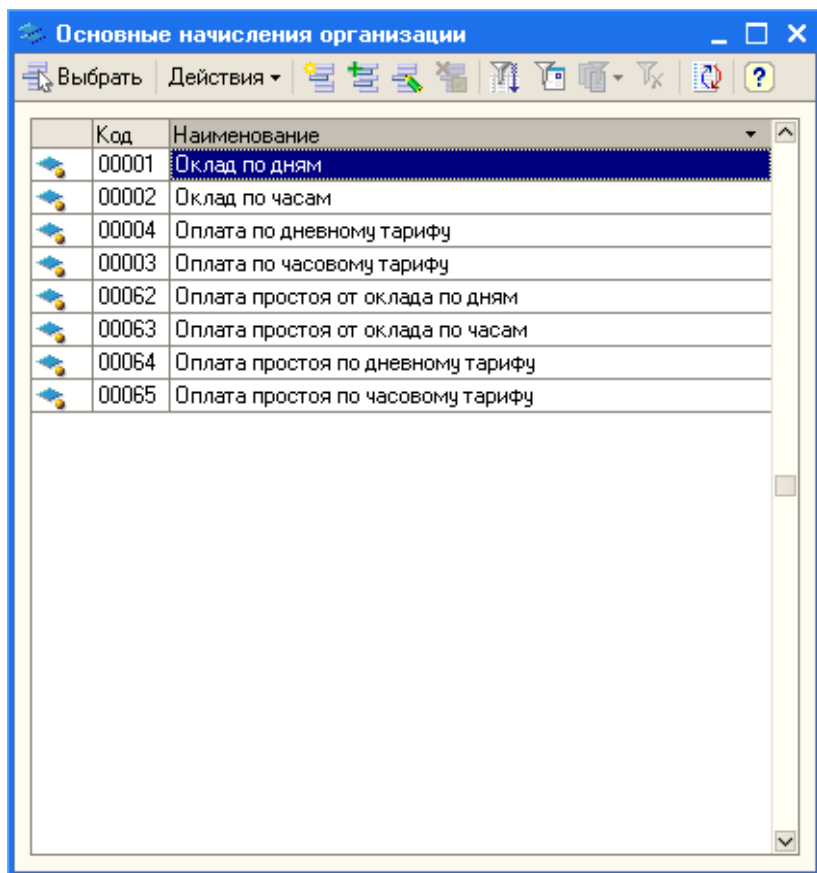 Основные начисления организации
Выбрать Действия ?
Код Наименование
00001 Оклад по дням
00002 Оклад по часам
00004 Оплата по дневному тарифу
00003 Оплата по часовому тарифу
00062 Оплата простоя от оклада по дням
00063 Оплата простоя от оклада по часам
00064 Оплата простоя по дневному тарифу
00065 Оплата простоя по часовому тарифу